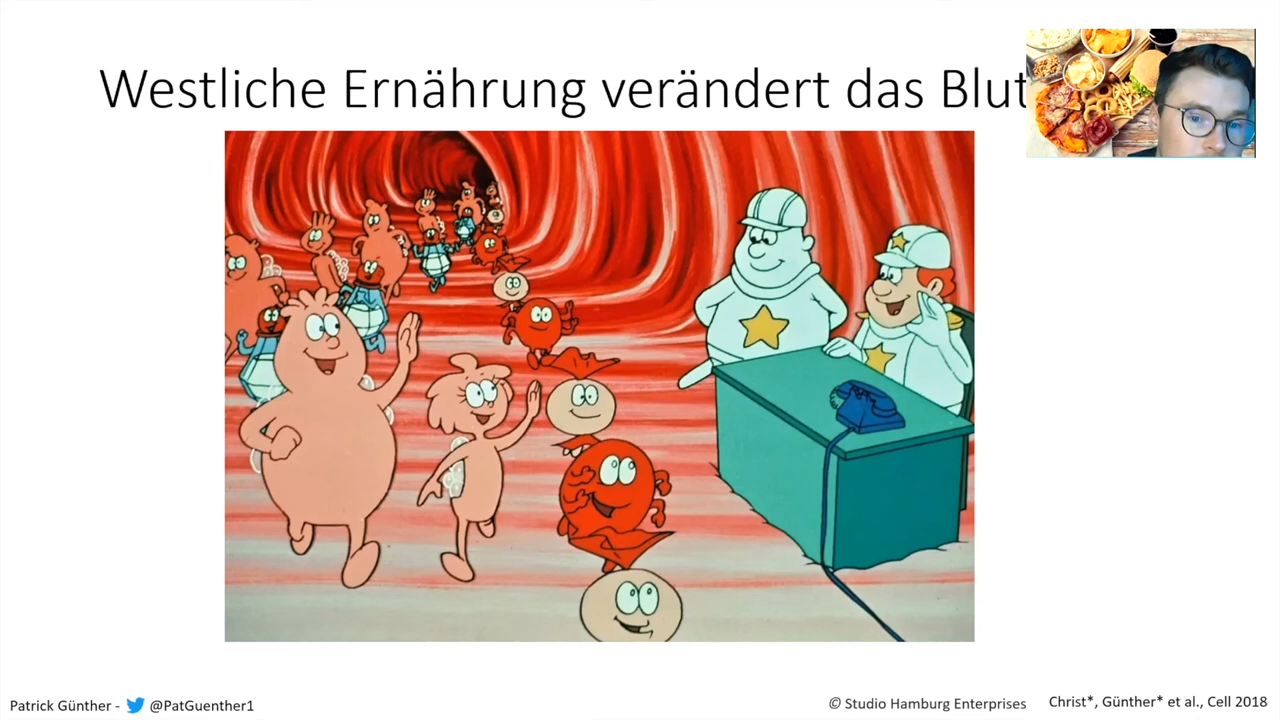 Westliche Ernährung verändert das Blut
Patrick Günther - @PatGuenther1
© Studio Hamburg Enterprises
Christ*, Günther* et al., Cell 2018